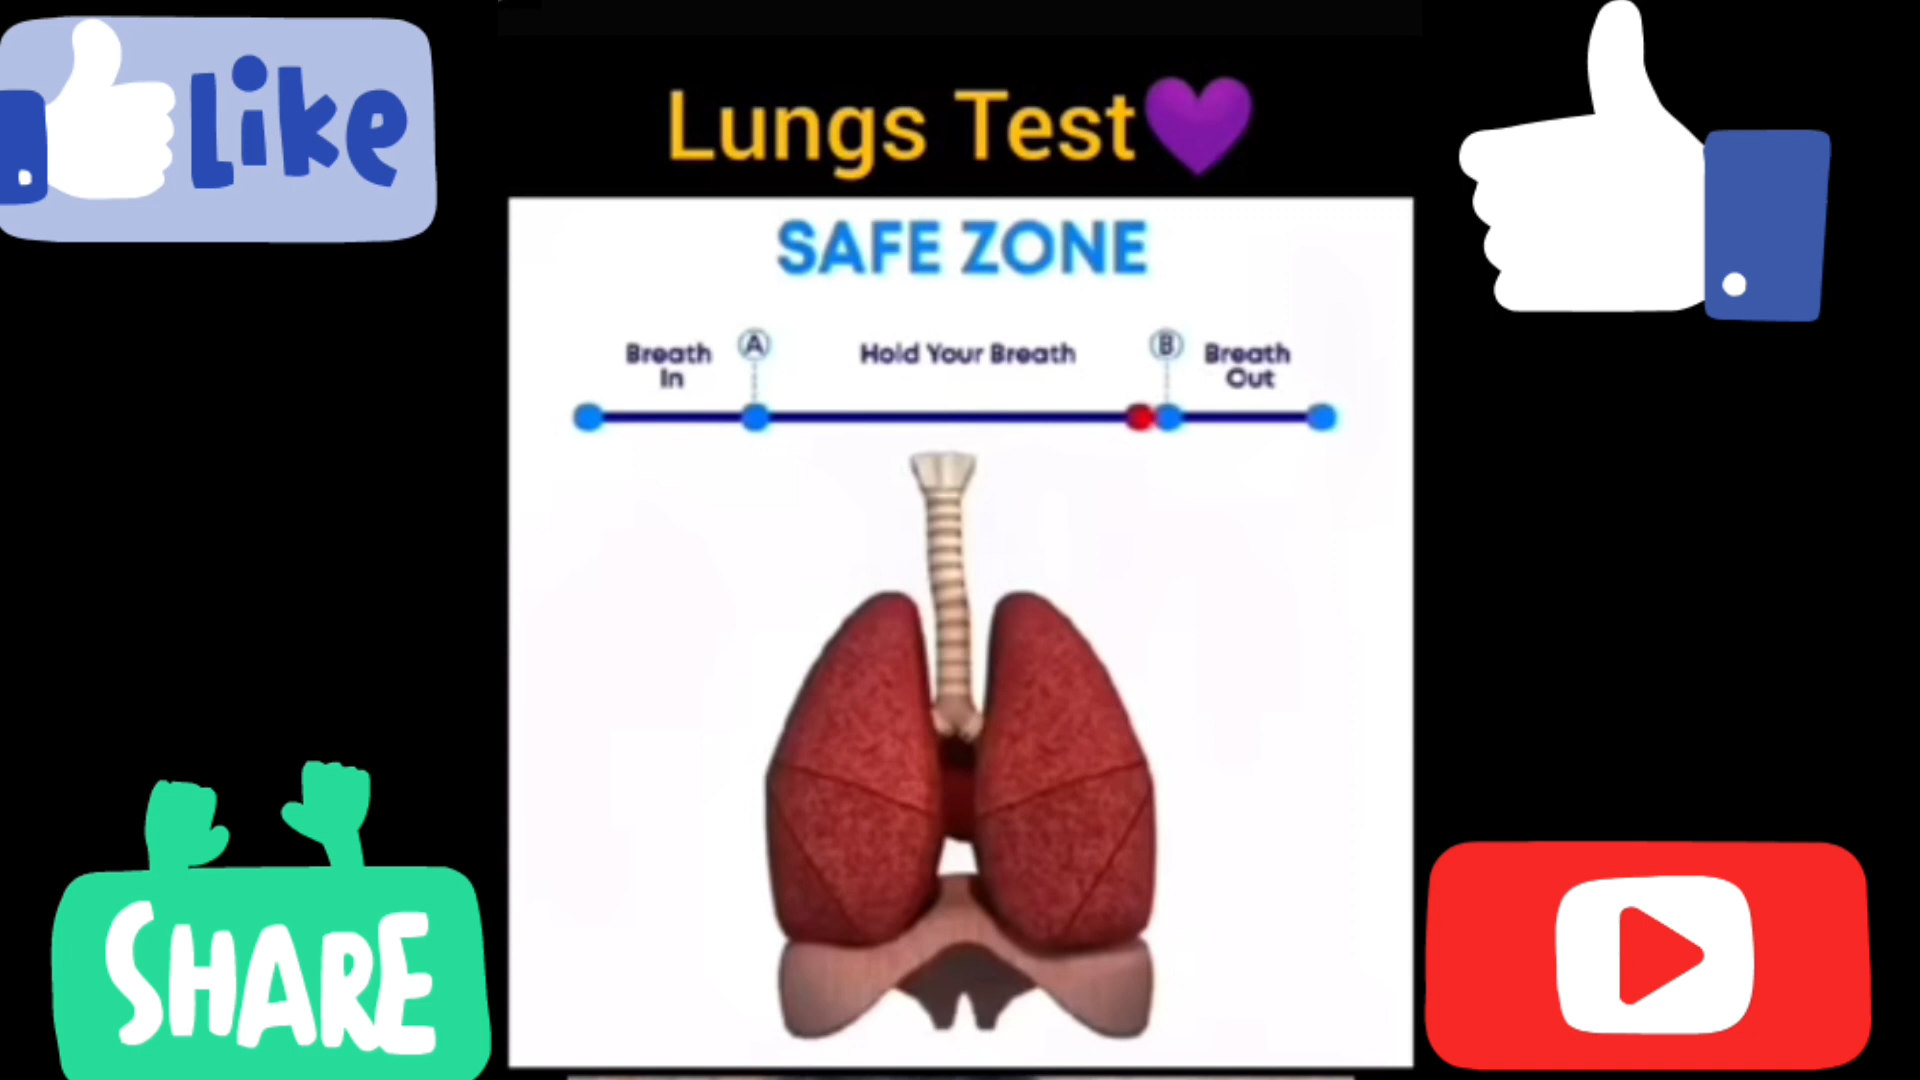 Like
Lungs Test💜
SAFE ZONE
Breath
In
A
Hold Your Breath
B
Breath
Out
SHARE